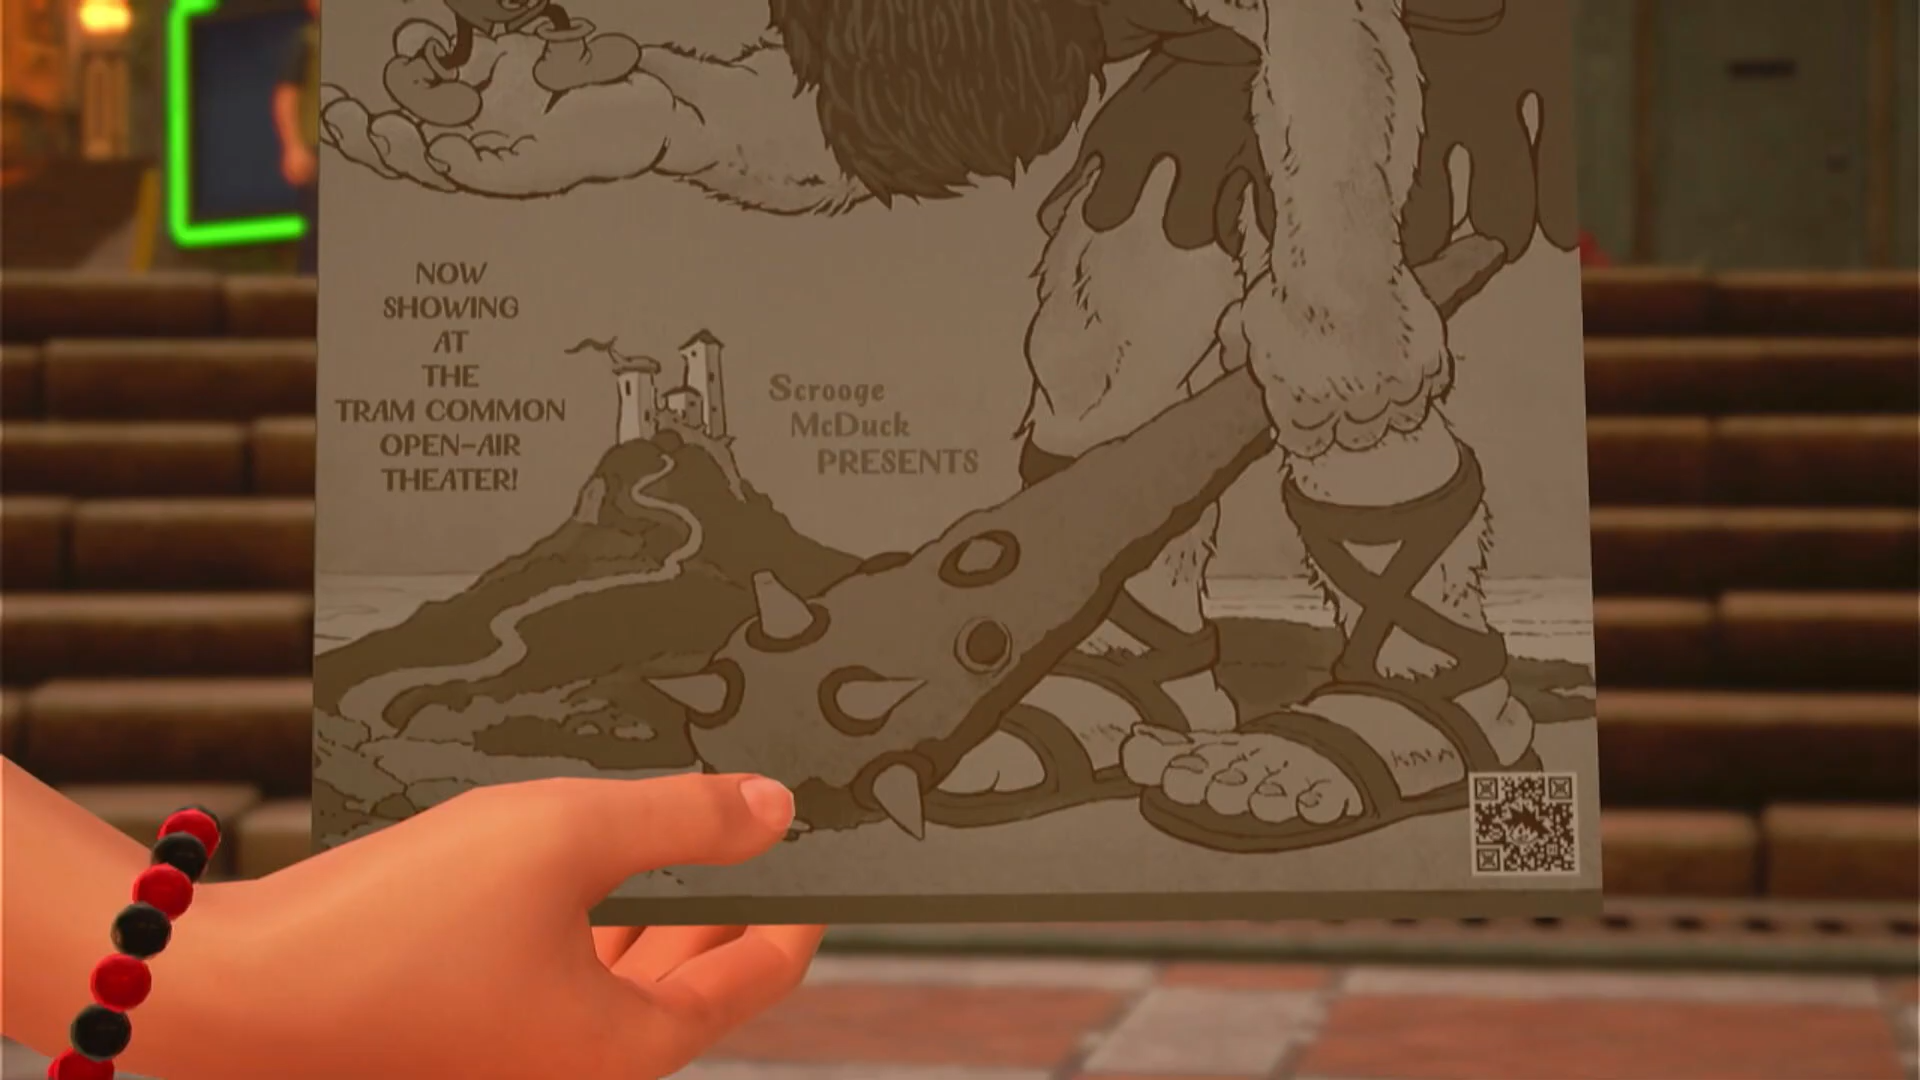 NOW
SHOWING
AT
THE
TRAM COMMON
OPEN-AIR
THEATER!
Scrooge
McDuck
PRESENTS